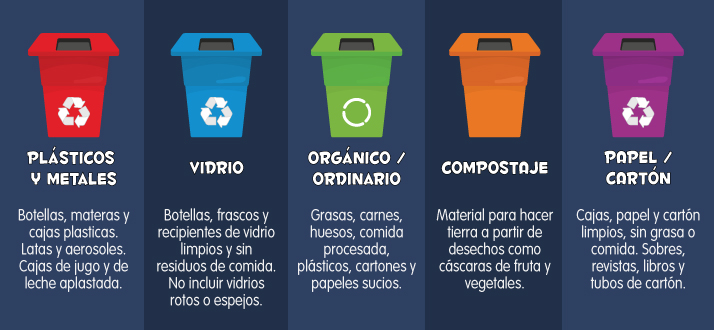 PLÁSTICOS
Y METALES
Botellas, materas y
cajas plasticas.
Latas y aerosoles.
Cajas de jugo y de
leche aplastada.
VIDRIO
Botellas, frascos y
recipientes de vidrio
limpios y sin
residuos de comida.
No incluir vidrios
rotos o espejos.
ORGÁNICO /
ORDINARIO
Grasas, carnes,
huesos, comida
procesada,
plásticos, cartones y
papeles sucios.
COMPOSTAJE
Material para hacer
tierra a partir de
desechos como
cáscaras de fruta y
vegetales.
PAPEL /
CARTÓN
Cajas, papel y cartón
limpios, sin grasa o
comida. Sobres,
revistas, libros y
tubos de cartón.